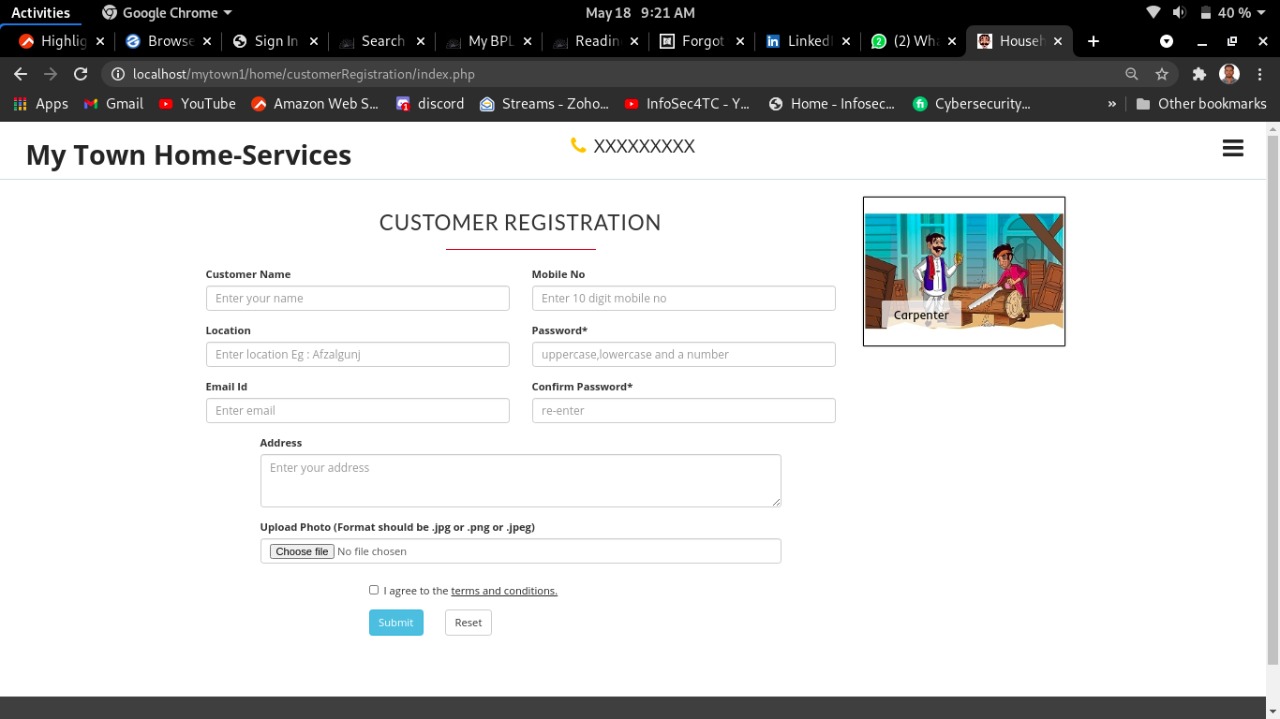 Activities Google Chrome May 18 9:21 AM 40 %
Highlig Browse Sign In Search My BPL Readin Forgot Linked (2) Wha Househ
localhost/mytown1/home/customerRegistration/index.php
Apps Gmail YouTube Amazon Web S... discord Streams - Zoho... InfoSec4TC - Y... Home - Infosec... Cybersecurity... » Other bookmarks
My Town Home-Services XXXXXXXXX
CUSTOMER REGISTRATION
Customer Name Mobile No
Enter your name Enter 10 digit mobile no
Carpenter
Location Password*
Enter location Eg : Afzalgunj uppercase,lowercase and a number
Email Id Confirm Password*
Enter email re-enter
Address
Enter your address
Upload Photo (Format should be .jpg or .png or .jpeg)
Choose file No file chosen
I agree to the terms and conditions.
Submit Reset